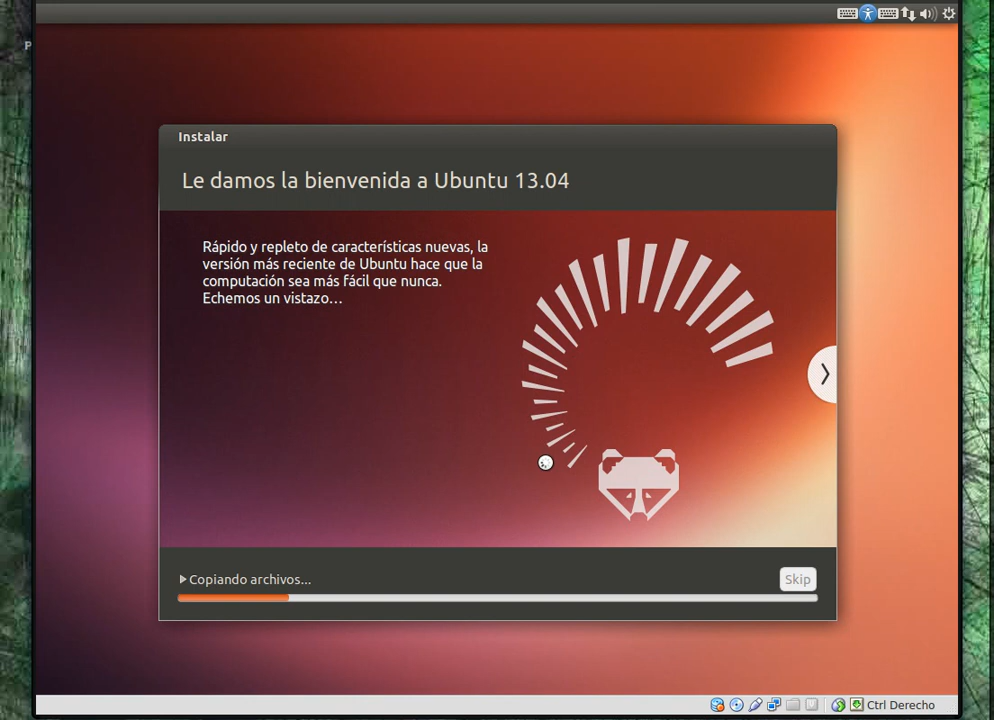 P
Instalar
Le damos la bienvenida a Ubuntu 13.04
Rápido y repleto de características nuevas, la
versión más reciente de Ubuntu hace que la
computación sea más fácil que nunca.
Echemos un vistazo...
Copiando archivos...
Skip
Ctrl Derecho